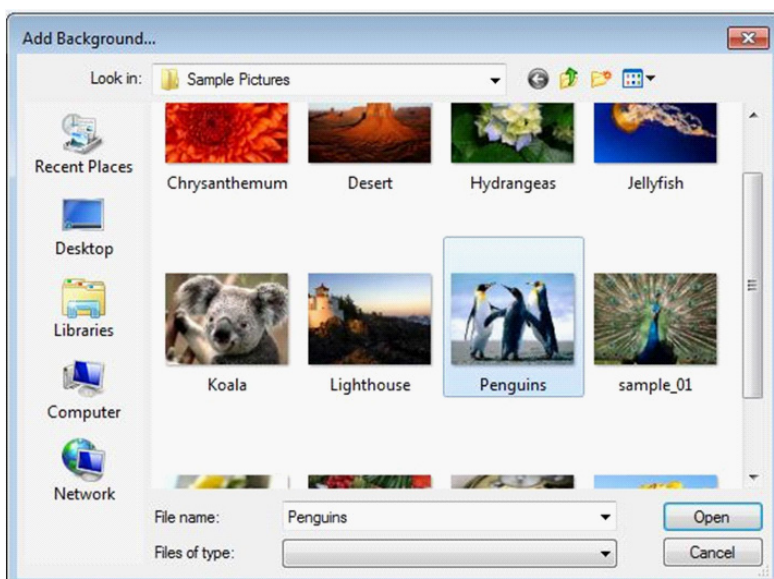 Add Background...
Look in:
Sample Pictures
Recent Places
Desktop
Libraries
Computer
Network
Chrysanthemum
Desert
Hydrangeas
Jellyfish
Koala
Lighthouse
Penguins
sample_01
File name:
Penguins
Open
Files of type:
Cancel